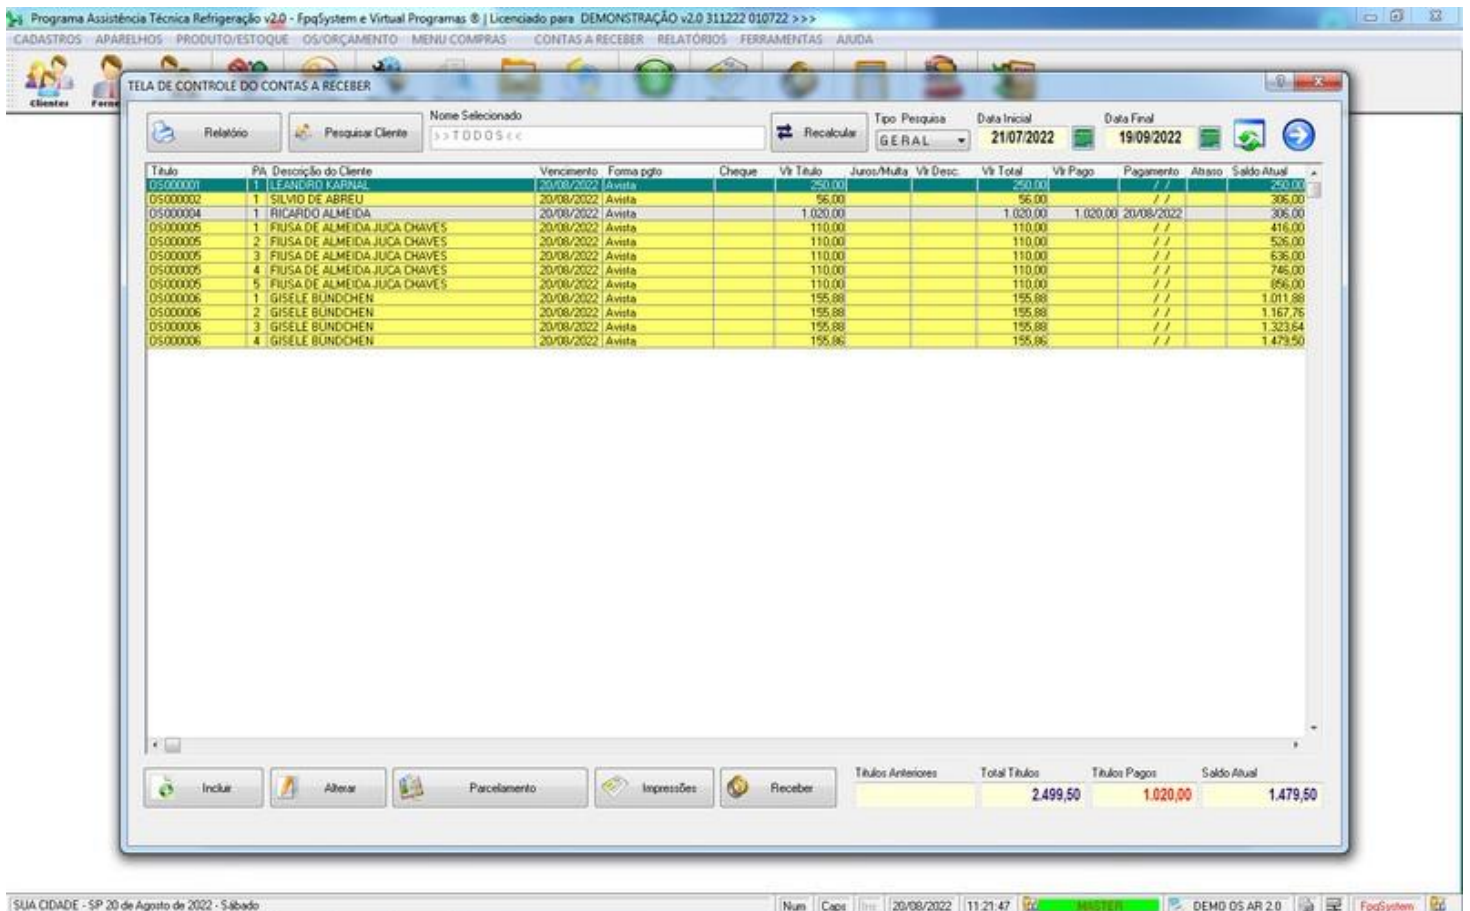 Programa Assistência Técnica Refrigeração v2.0 - FpqSystem e Virtual Programas ® | Licenciado para DEMONSTRAÇÃO v2.0 311222 010722 >>>
CADASTROS APARELHOS PRODUTO/ESTOQUE OS/ORÇAMENTO MENU COMPRAS CONTAS A RECEBER RELATÓRIOS FERRAMENTAS AJUDA
Clientes Forne
TELA DE CONTROLE DO CONTAS A RECEBER
Relatório Pesquisar Cliente Nome Selecionado >>TODOS<< Recalcular Tipo Pesquisa GERAL Data Inicial 21/07/2022 Data Final 19/09/2022
Título PA Descrição do Cliente Vencimento Forma pgto Cheque Vlr Título Juros/Multa Vlr Desc. Vlr Total Vlr Pago Pagamento Atraso Saldo Atual
OS000001 1 LEANDRO KARNAL 20/08/2022 Avista 250,00 250,00 / / 250,00
OS000002 1 SILVIO DE ABREU 20/08/2022 Avista 56,00 56,00 / / 306,00
OS000004 1 RICARDO ALMEIDA 20/08/2022 Avista 1.020,00 1.020,00 1.020,00 20/08/2022 306,00
OS000005 1 FIUSA DE ALMEIDA JUCA CHAVES 20/08/2022 Avista 110,00 110,00 / / 416,00
OS000005 2 FIUSA DE ALMEIDA JUCA CHAVES 20/08/2022 Avista 110,00 110,00 / / 526,00
OS000005 3 FIUSA DE ALMEIDA JUCA CHAVES 20/08/2022 Avista 110,00 110,00 / / 636,00
OS000005 4 FIUSA DE ALMEIDA JUCA CHAVES 20/08/2022 Avista 110,00 110,00 / / 746,00
OS000005 5 FIUSA DE ALMEIDA JUCA CHAVES 20/08/2022 Avista 110,00 110,00 / / 856,00
OS000006 1 GISELE BÜNDCHEN 20/08/2022 Avista 155,88 155,88 / / 1.011,88
OS000006 2 GISELE BÜNDCHEN 20/08/2022 Avista 155,88 155,88 / / 1.167,76
OS000006 3 GISELE BÜNDCHEN 20/08/2022 Avista 155,88 155,88 / / 1.323,64
OS000006 4 GISELE BÜNDCHEN 20/08/2022 Avista 155,86 155,86 / / 1.479,50
Incluir Alterar Parcelamento Impressões Receber
Títulos Anteriores Total Títulos Títulos Pagos Saldo Atual
2.499,50 1.020,00 1.479,50
SUA CIDADE - SP 20 de Agosto de 2022 - Sábado Num Caps Ins 20/08/2022 11:21:47 MASTER DEMO OS AR 2.0 FpqSystem